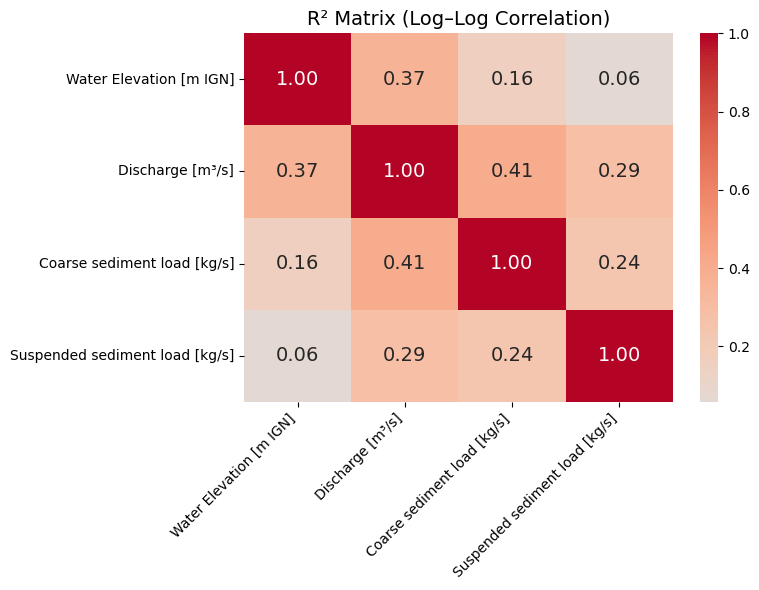 R² Matrix (Log–Log Correlation)
Water Elevation [m IGN]
1.00 0.37 0.16 0.06
Discharge [m³/s]
0.37 1.00 0.41 0.29
Coarse sediment load [kg/s]
0.16 0.41 1.00 0.24
Suspended sediment load [kg/s]
0.06 0.29 0.24 1.00
Water Elevation [m IGN]
Discharge [m³/s]
Coarse sediment load [kg/s]
Suspended sediment load [kg/s]
1.0
0.8
0.6
0.4
0.2